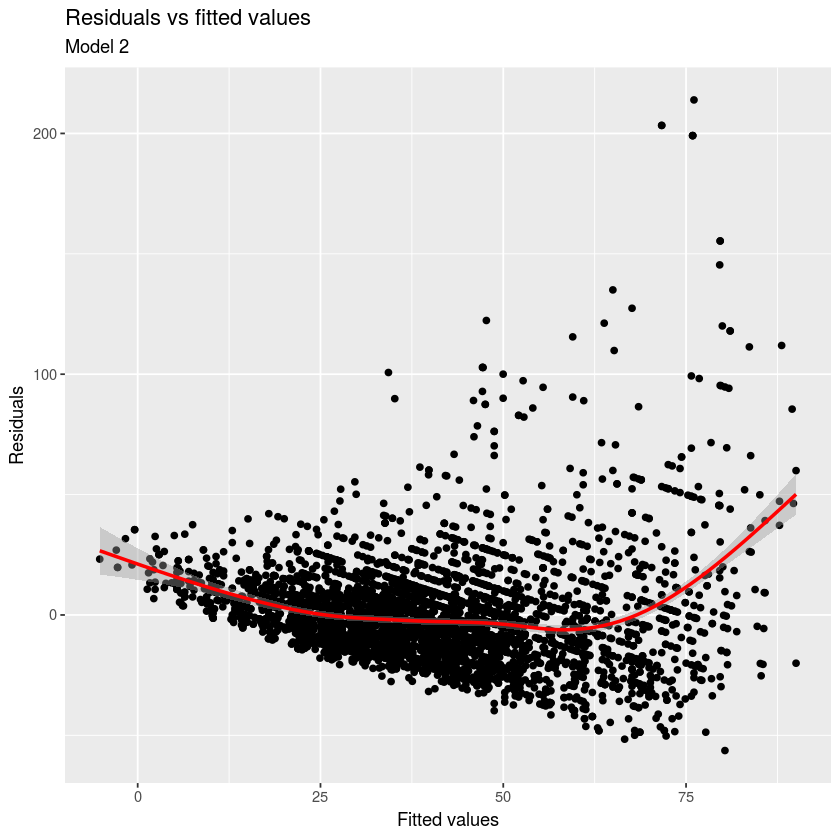 Residuals vs fitted values
Model 2
200
100
0
Residuals
0 25 50 75
Fitted values